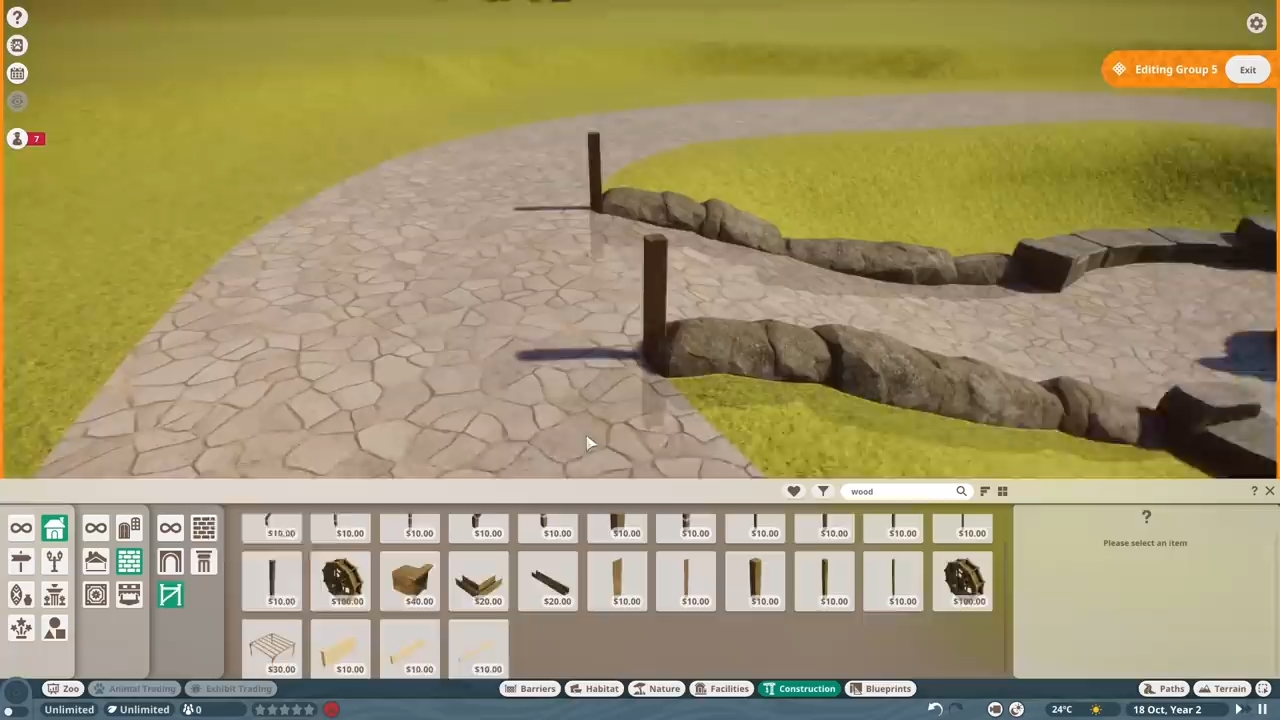 ?
Editing Group 5
Exit
7
wood
?
$10.00 $10.00 $10.00 $10.00 $10.00 $10.00 $10.00 $10.00 $10.00 $10.00 $10.00
?
Please select an item
$10.00 $100.00 $40.00 $20.00 $20.00 $10.00 $10.00 $10.00 $10.00 $10.00 $100.00
$30.00 $10.00 $10.00 $10.00
Zoo Animal Trading Exhibit Trading Barriers Habitat Nature Facilities Construction Blueprints Paths Terrain
Unlimited Unlimited 0 24°C 18 Oct, Year 2